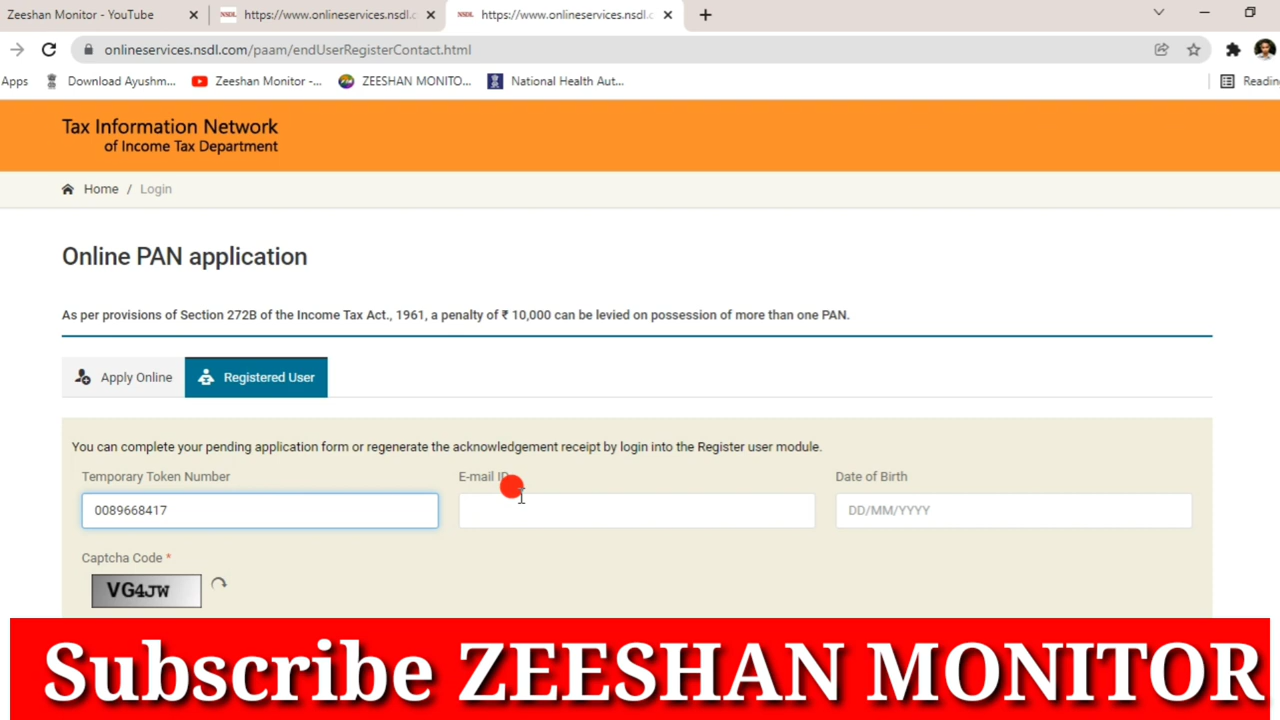 Zeeshan Monitor - YouTube
https://www.onlineservices.nsdl.c
https://www.onlineservices.nsdl.c
onlineservices.nsdl.com/paam/endUserRegisterContact.html
Apps
Download Ayushm...
Zeeshan Monitor -...
ZEESHAN MONITO...
National Health Aut...
Readin
Tax Information Network
of Income Tax Department
Home / Login
Online PAN application
As per provisions of Section 272B of the Income Tax Act., 1961, a penalty of ₹ 10,000 can be levied on possession of more than one PAN.
Apply Online
Registered User
You can complete your pending application form or regenerate the acknowledgement receipt by login into the Register user module.
Temporary Token Number
E-mail ID
Date of Birth
0089668417
DD/MM/YYYY
Captcha Code *
VG4JW
Subscribe ZEESHAN MONITOR